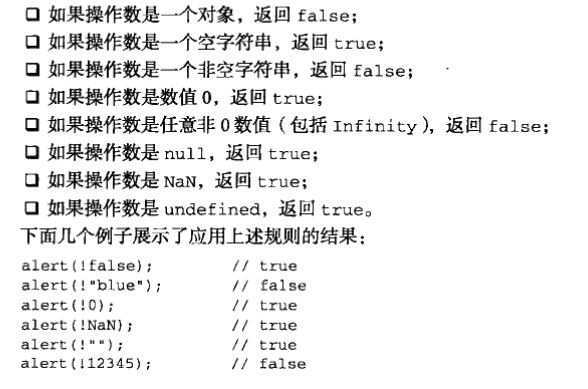 ❑ 如果操作数是一个对象，返回 false；
❑ 如果操作数是一个空字符串，返回 true；
❑ 如果操作数是一个非空字符串，返回 false；
❑ 如果操作数是数值 0，返回 true；
❑ 如果操作数是任意非 0 数值（包括 Infinity），返回 false；
❑ 如果操作数是 null，返回 true；
❑ 如果操作数是 NaN，返回 true；
❑ 如果操作数是 undefined，返回 true。
下面几个例子展示了应用上述规则的结果：
alert(!false); // true
alert(!"blue"); // false
alert(!0); // true
alert(!NaN); // true
alert(!""); // true
alert(!12345); // false